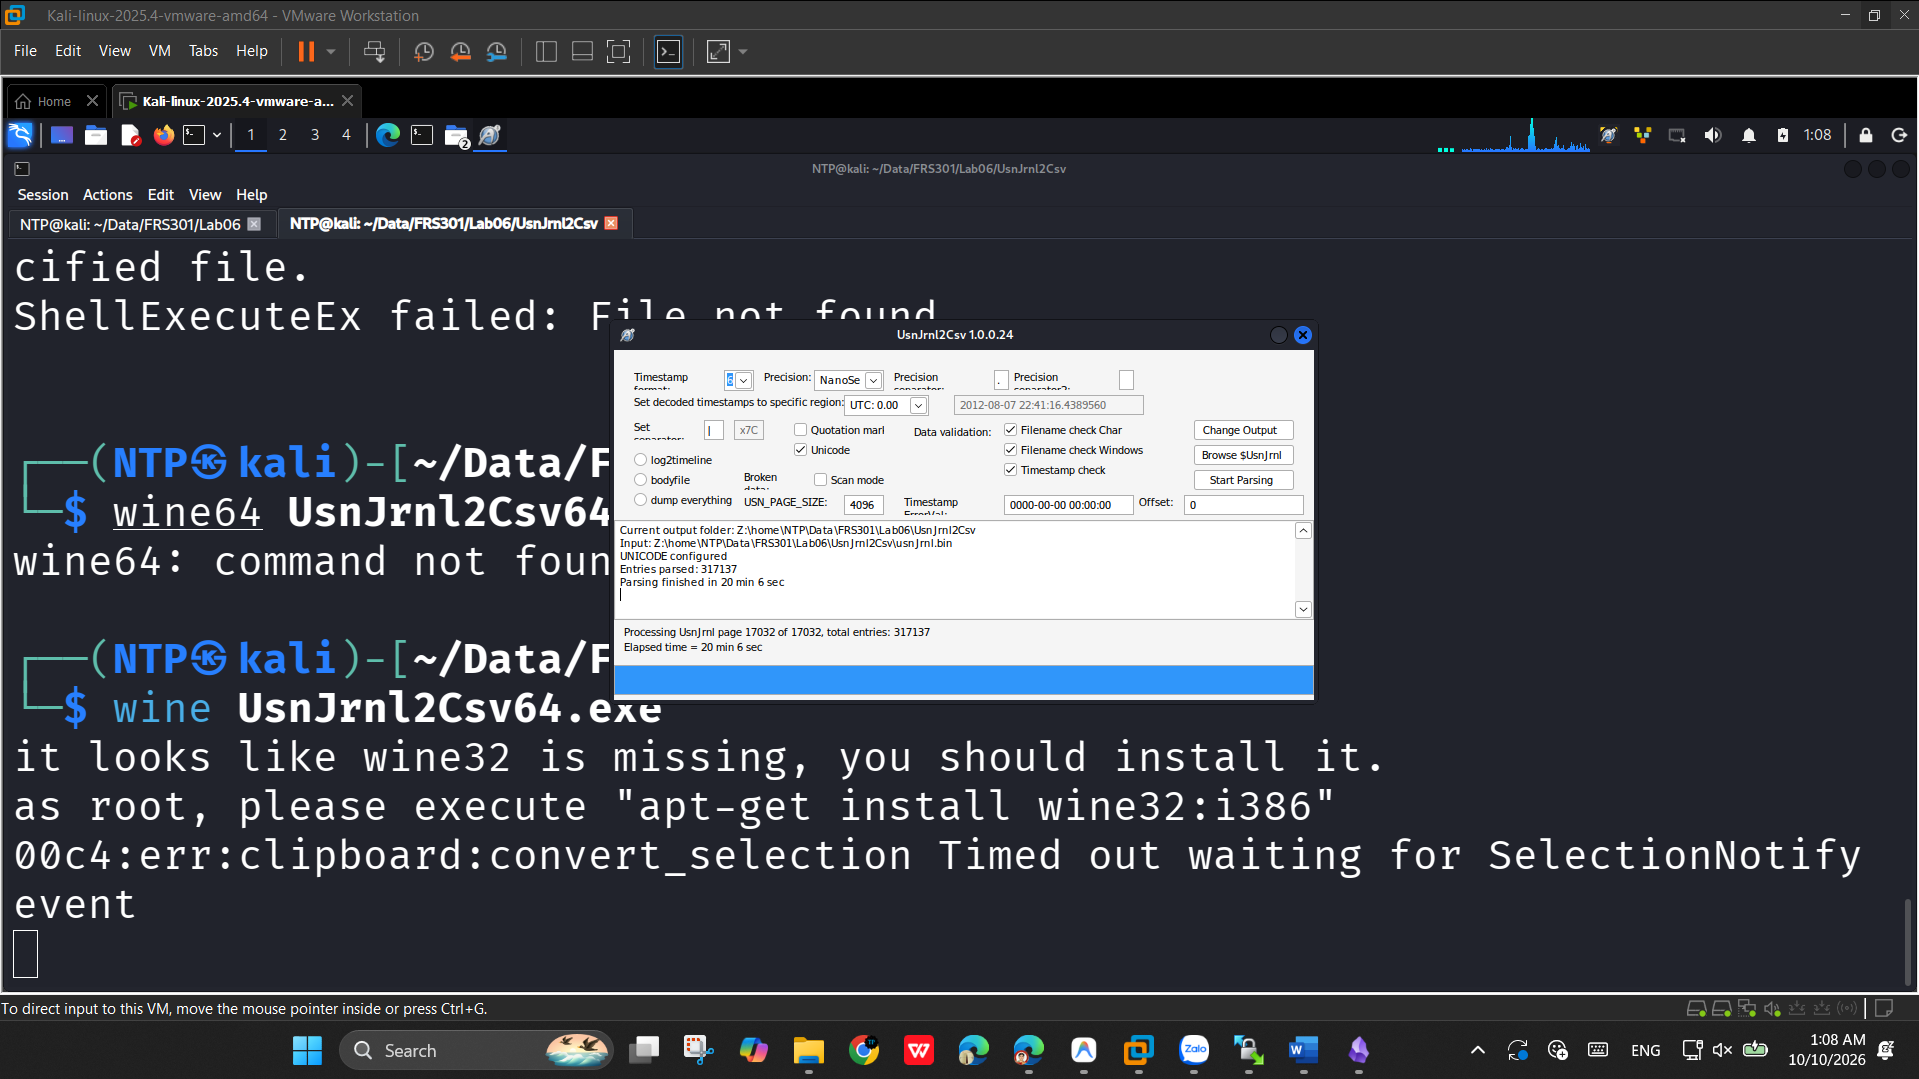 Kali-linux-2025.4-vmware-amd64 - VMware Workstation
File Edit View VM Tabs Help
Home
Kali-linux-2025.4-vmware-a...
1 2 3 4
2
1:08
NTP@kali: ~/Data/FRS301/Lab06/UsnJrnl2Csv
Session Actions Edit View Help
NTP@kali: ~/Data/FRS301/Lab06
NTP@kali: ~/Data/FRS301/Lab06/UsnJrnl2Csv
cified file.
ShellExecuteEx failed: File not found
┌──(NTP㉿kali)-[~/Data/F
└─$ wine64 UsnJrnl2Csv64
wine64: command not foun
┌──(NTP㉿kali)-[~/Data/F
└─$ wine UsnJrnl2Csv64.exe
it looks like wine32 is missing, you should install it.
as root, please execute "apt-get install wine32:i386"
00c4:err:clipboard:convert_selection Timed out waiting for SelectionNotify
event
UsnJrnl2Csv 1.0.0.24
Timestamp format: 6 Precision: NanoSe Precision separator: . Precision separator2:
Set decoded timestamps to specific region: UTC: 0.00 2012-08-07 22:41:16.4389560
Set separator: | x7C Quotation mark Data validation: Filename check Char Change Output
Unicode Filename check Windows Browse $UsnJrnl
log2timeline Timestamp check
bodyfile Broken data: Scan mode Start Parsing
dump everything USN_PAGE_SIZE: 4096 Timestamp ErrorVal: 0000-00-00 00:00:00 Offset: 0
Current output folder: Z:\home\NTP\Data\FRS301\Lab06\UsnJrnl2Csv
Input: Z:\home\NTP\Data\FRS301\Lab06\UsnJrnl2Csv\usnJrnl.bin
UNICODE configured
Entries parsed: 317137
Parsing finished in 20 min 6 sec
Processing UsnJrnl page 17032 of 17032, total entries: 317137
Elapsed time = 20 min 6 sec
To direct input to this VM, move the mouse pointer inside or press Ctrl+G.
Search
Zalo
ENG
1:08 AM
10/10/2026